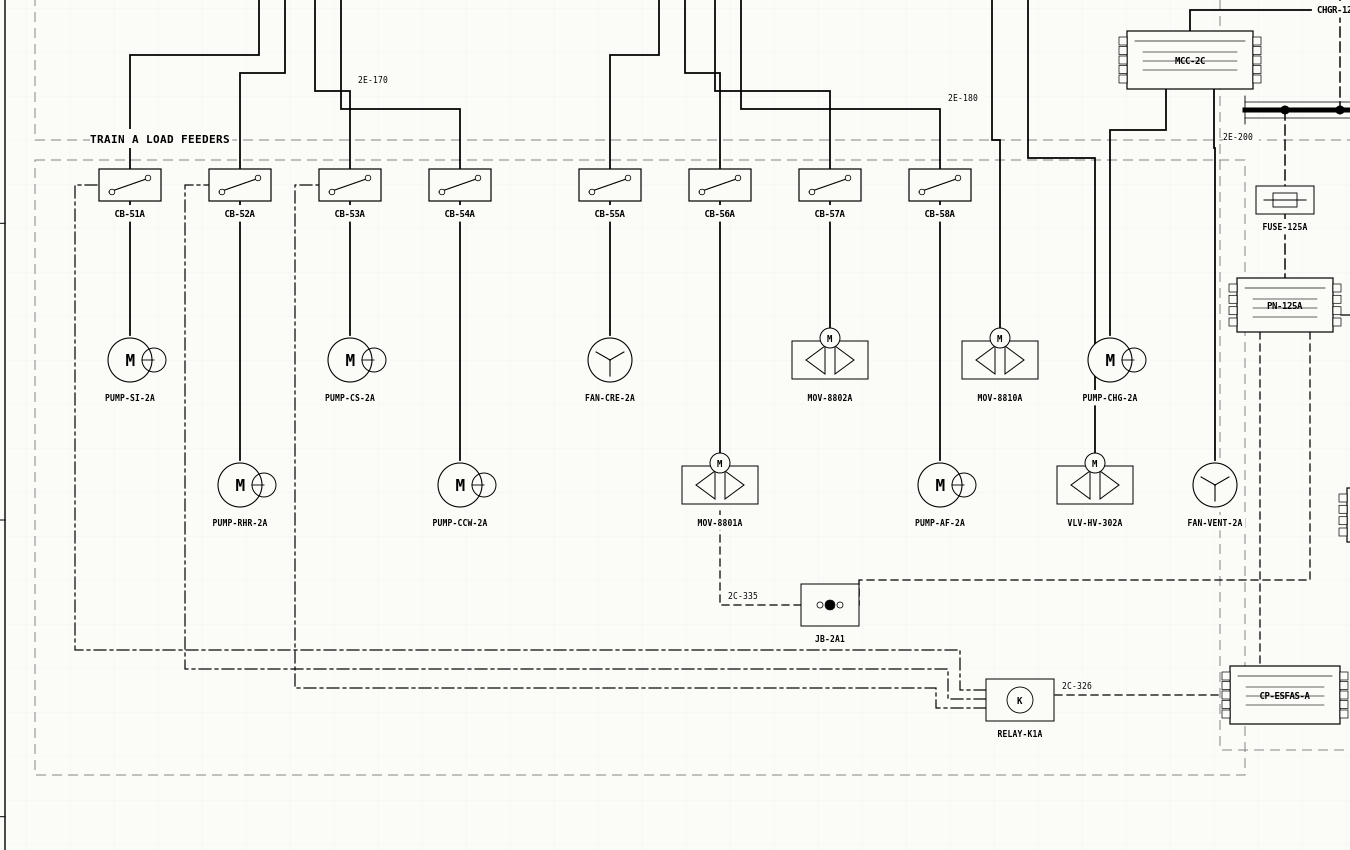 CHGR-12
MCC-2C
2E-170
2E-180
2E-200
TRAIN A LOAD FEEDERS
CB-51A
CB-52A
CB-53A
CB-54A
CB-55A
CB-56A
CB-57A
CB-58A
FUSE-125A
PN-125A
M
M
M
M
M
PUMP-SI-2A
PUMP-CS-2A
FAN-CRE-2A
MOV-8802A
MOV-8810A
PUMP-CHG-2A
M
M
M
M
M
PUMP-RHR-2A
PUMP-CCW-2A
MOV-8801A
PUMP-AF-2A
VLV-HV-302A
FAN-VENT-2A
2C-335
JB-2A1
2C-326
K
CP-ESFAS-A
RELAY-K1A